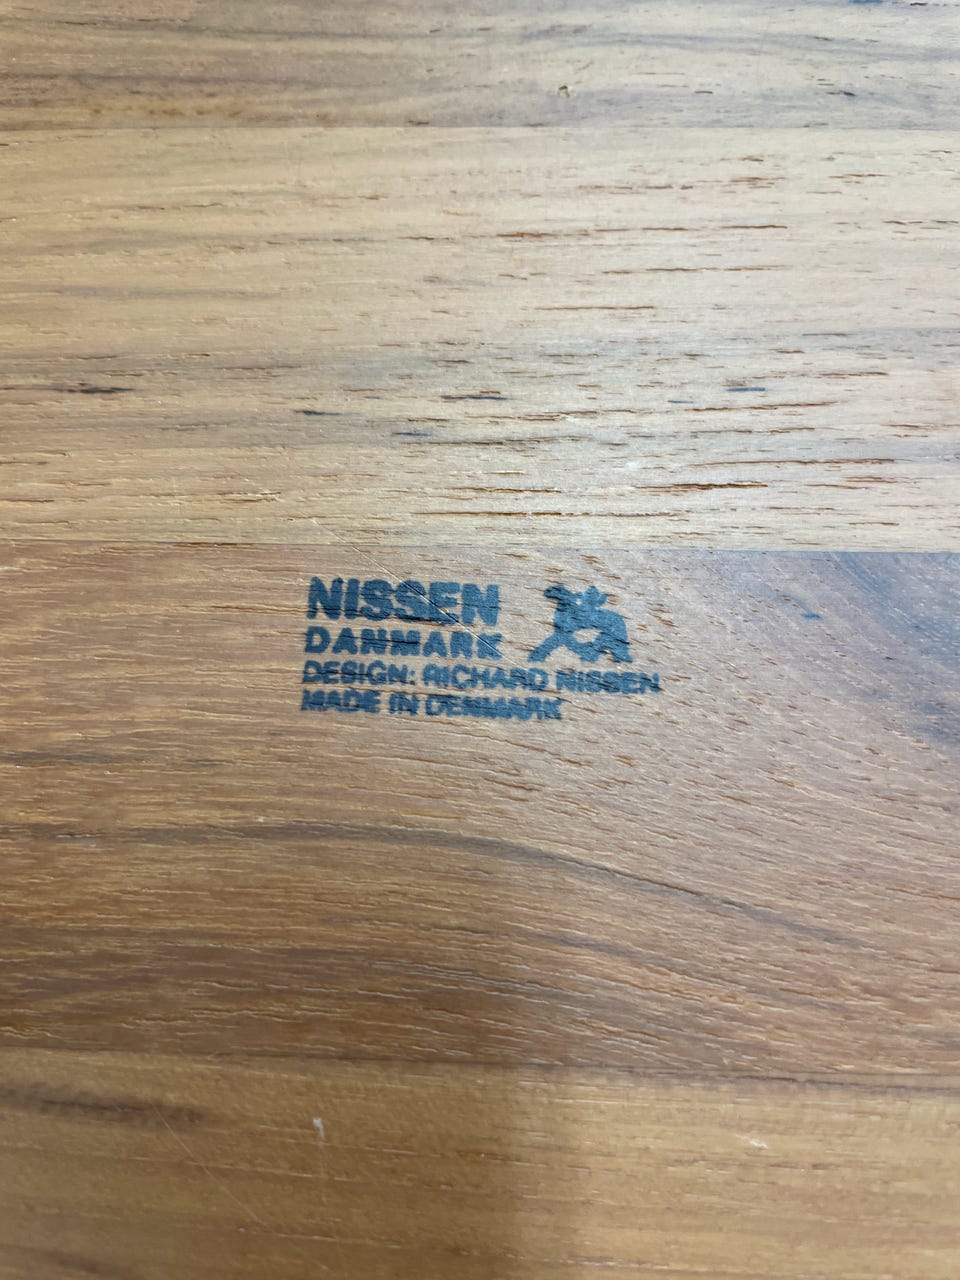 NISSEN
DANMARK
DESIGN: RICHARD NISSEN
MADE IN DENMARK